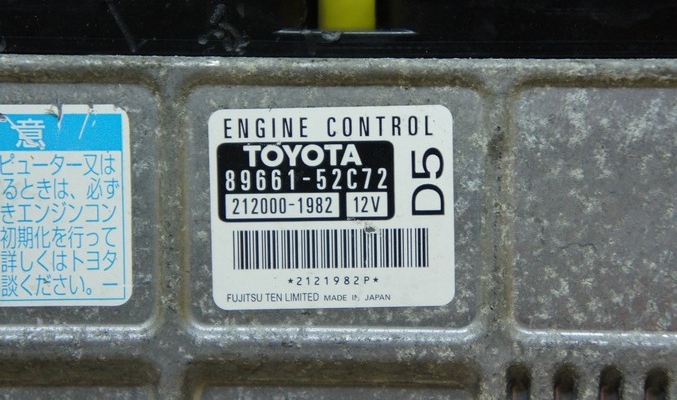 意
ピューター又は
るときは、必ず
きエンジンコン
初期化を行って
詳しくはトヨタ
談ください。ー
ENGINE CONTROL
TOYOTA
89661-52C72
212000-1982 12V
D5
*2121982P*
FUJITSU TEN LIMITED MADE IN JAPAN